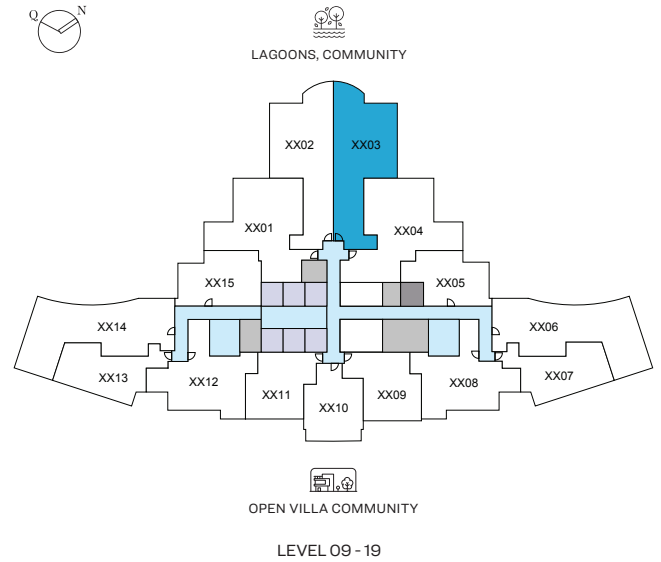 Q N
LAGOONS, COMMUNITY
XX02 XX03
XX01 XX04
XX15 XX05
XX14 XX06
XX13 XX12 XX11 XX10 XX09 XX08 XX07
OPEN VILLA COMMUNITY
LEVEL 09 - 19